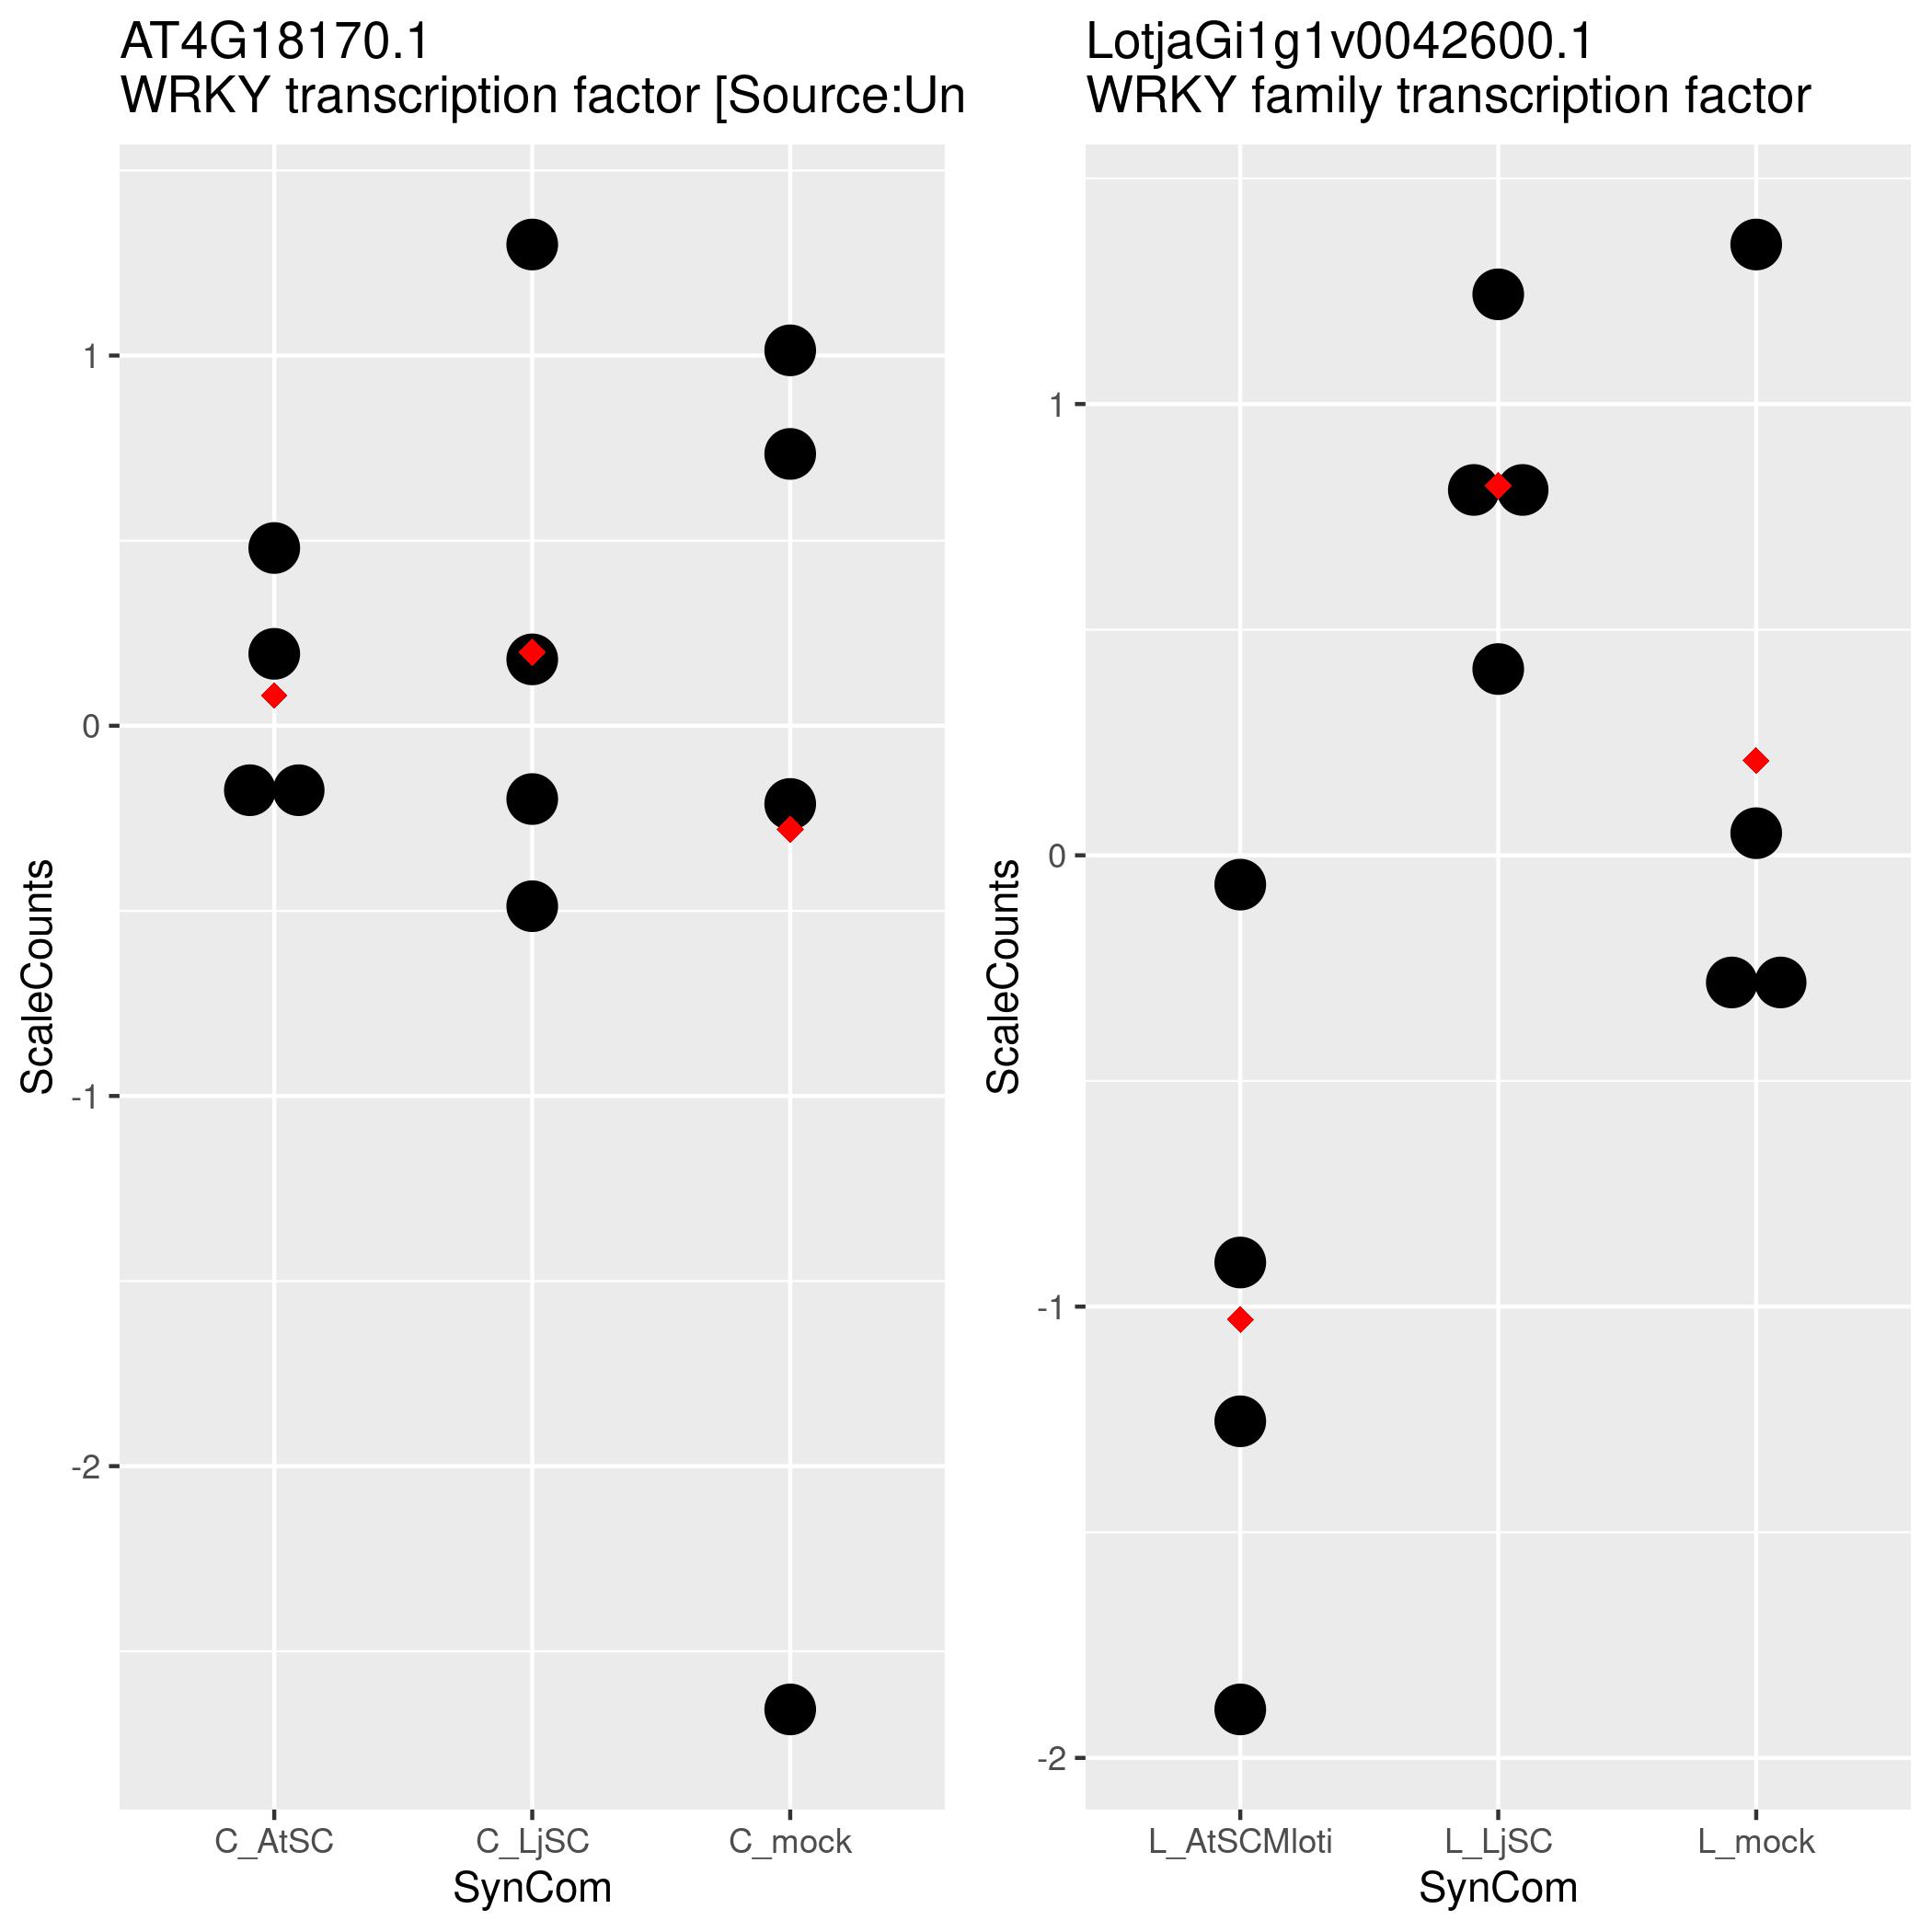 AT4G18170.1
WRKY transcription factor [Source:Un
ScaleCounts
1
0
-1
-2
C_AtSC
C_LjSC
C_mock
SynCom
LotjaGi1g1v0042600.1
WRKY family transcription factor
ScaleCounts
1
0
-1
-2
L_AtSCMloti
L_LjSC
L_mock
SynCom